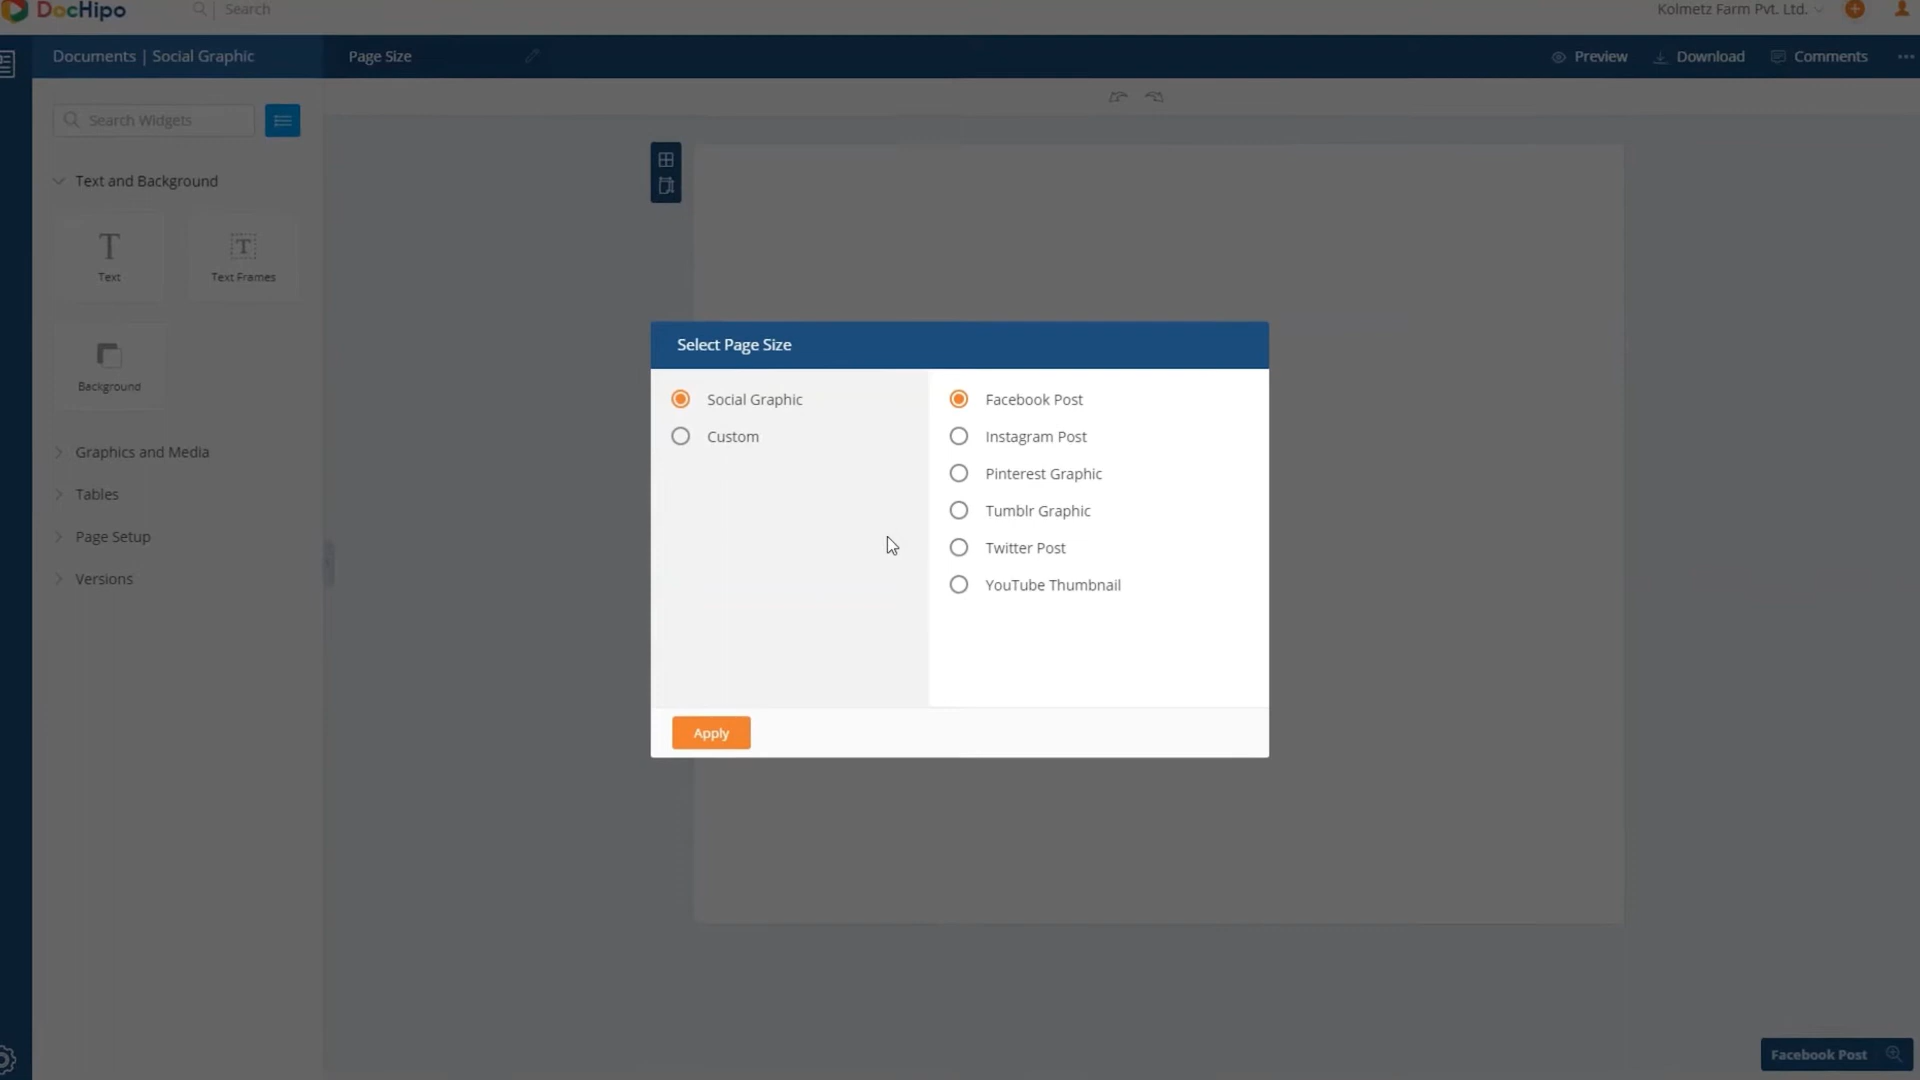 DocHipo
Search
Kolmetz Farm Pvt. Ltd.
Documents | Social Graphic
Page Size
Preview
Download
Comments
Search Widgets
Text and Background
T
Text
T
Text Frames
Background
Graphics and Media
Tables
Page Setup
Versions
Select Page Size
Social Graphic
Custom
Facebook Post
Instagram Post
Pinterest Graphic
Tumblr Graphic
Twitter Post
YouTube Thumbnail
Apply
Facebook Post